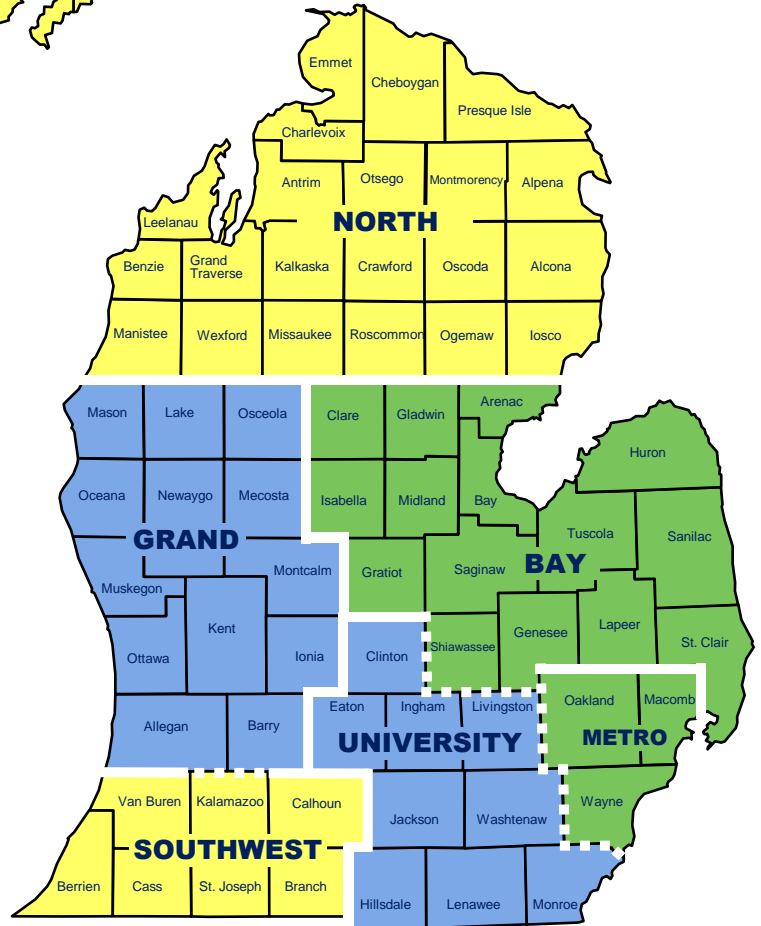 Emmet
Cheboygan
Presque Isle
Charlevoix
Antrim
Otsego
Montmorency
Alpena
Leelanau
NORTH
Benzie
Grand
Traverse
Kalkaska
Crawford
Oscoda
Alcona
Manistee
Wexford
Missaukee
Roscommon
Ogemaw
Iosco
Mason
Lake
Osceola
Clare
Gladwin
Arenac
Huron
Oceana
Newaygo
Mecosta
Isabella
Midland
Bay
Tuscola
Sanilac
GRAND
BAY
Muskegon
Montcalm
Gratiot
Saginaw
Kent
Ottawa
Ionia
Clinton
Shiawassee
Genesee
Lapeer
St. Clair
Allegan
Barry
Eaton
Ingham
Livingston
Oakland
Macomb
UNIVERSITY
METRO
Van Buren
Kalamazoo
Calhoun
Jackson
Washtenaw
Wayne
SOUTHWEST
Berrien
Cass
St. Joseph
Branch
Hillsdale
Lenawee
Monroe